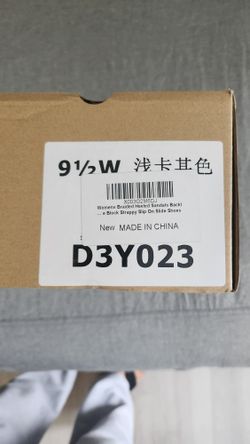 9½W 浅卡其色
X003O2M5DJ
Womens Braided Heeled Sandals Backl
... e Block Strappy Slip On Slide Shoes
New MADE IN CHINA
D3Y023